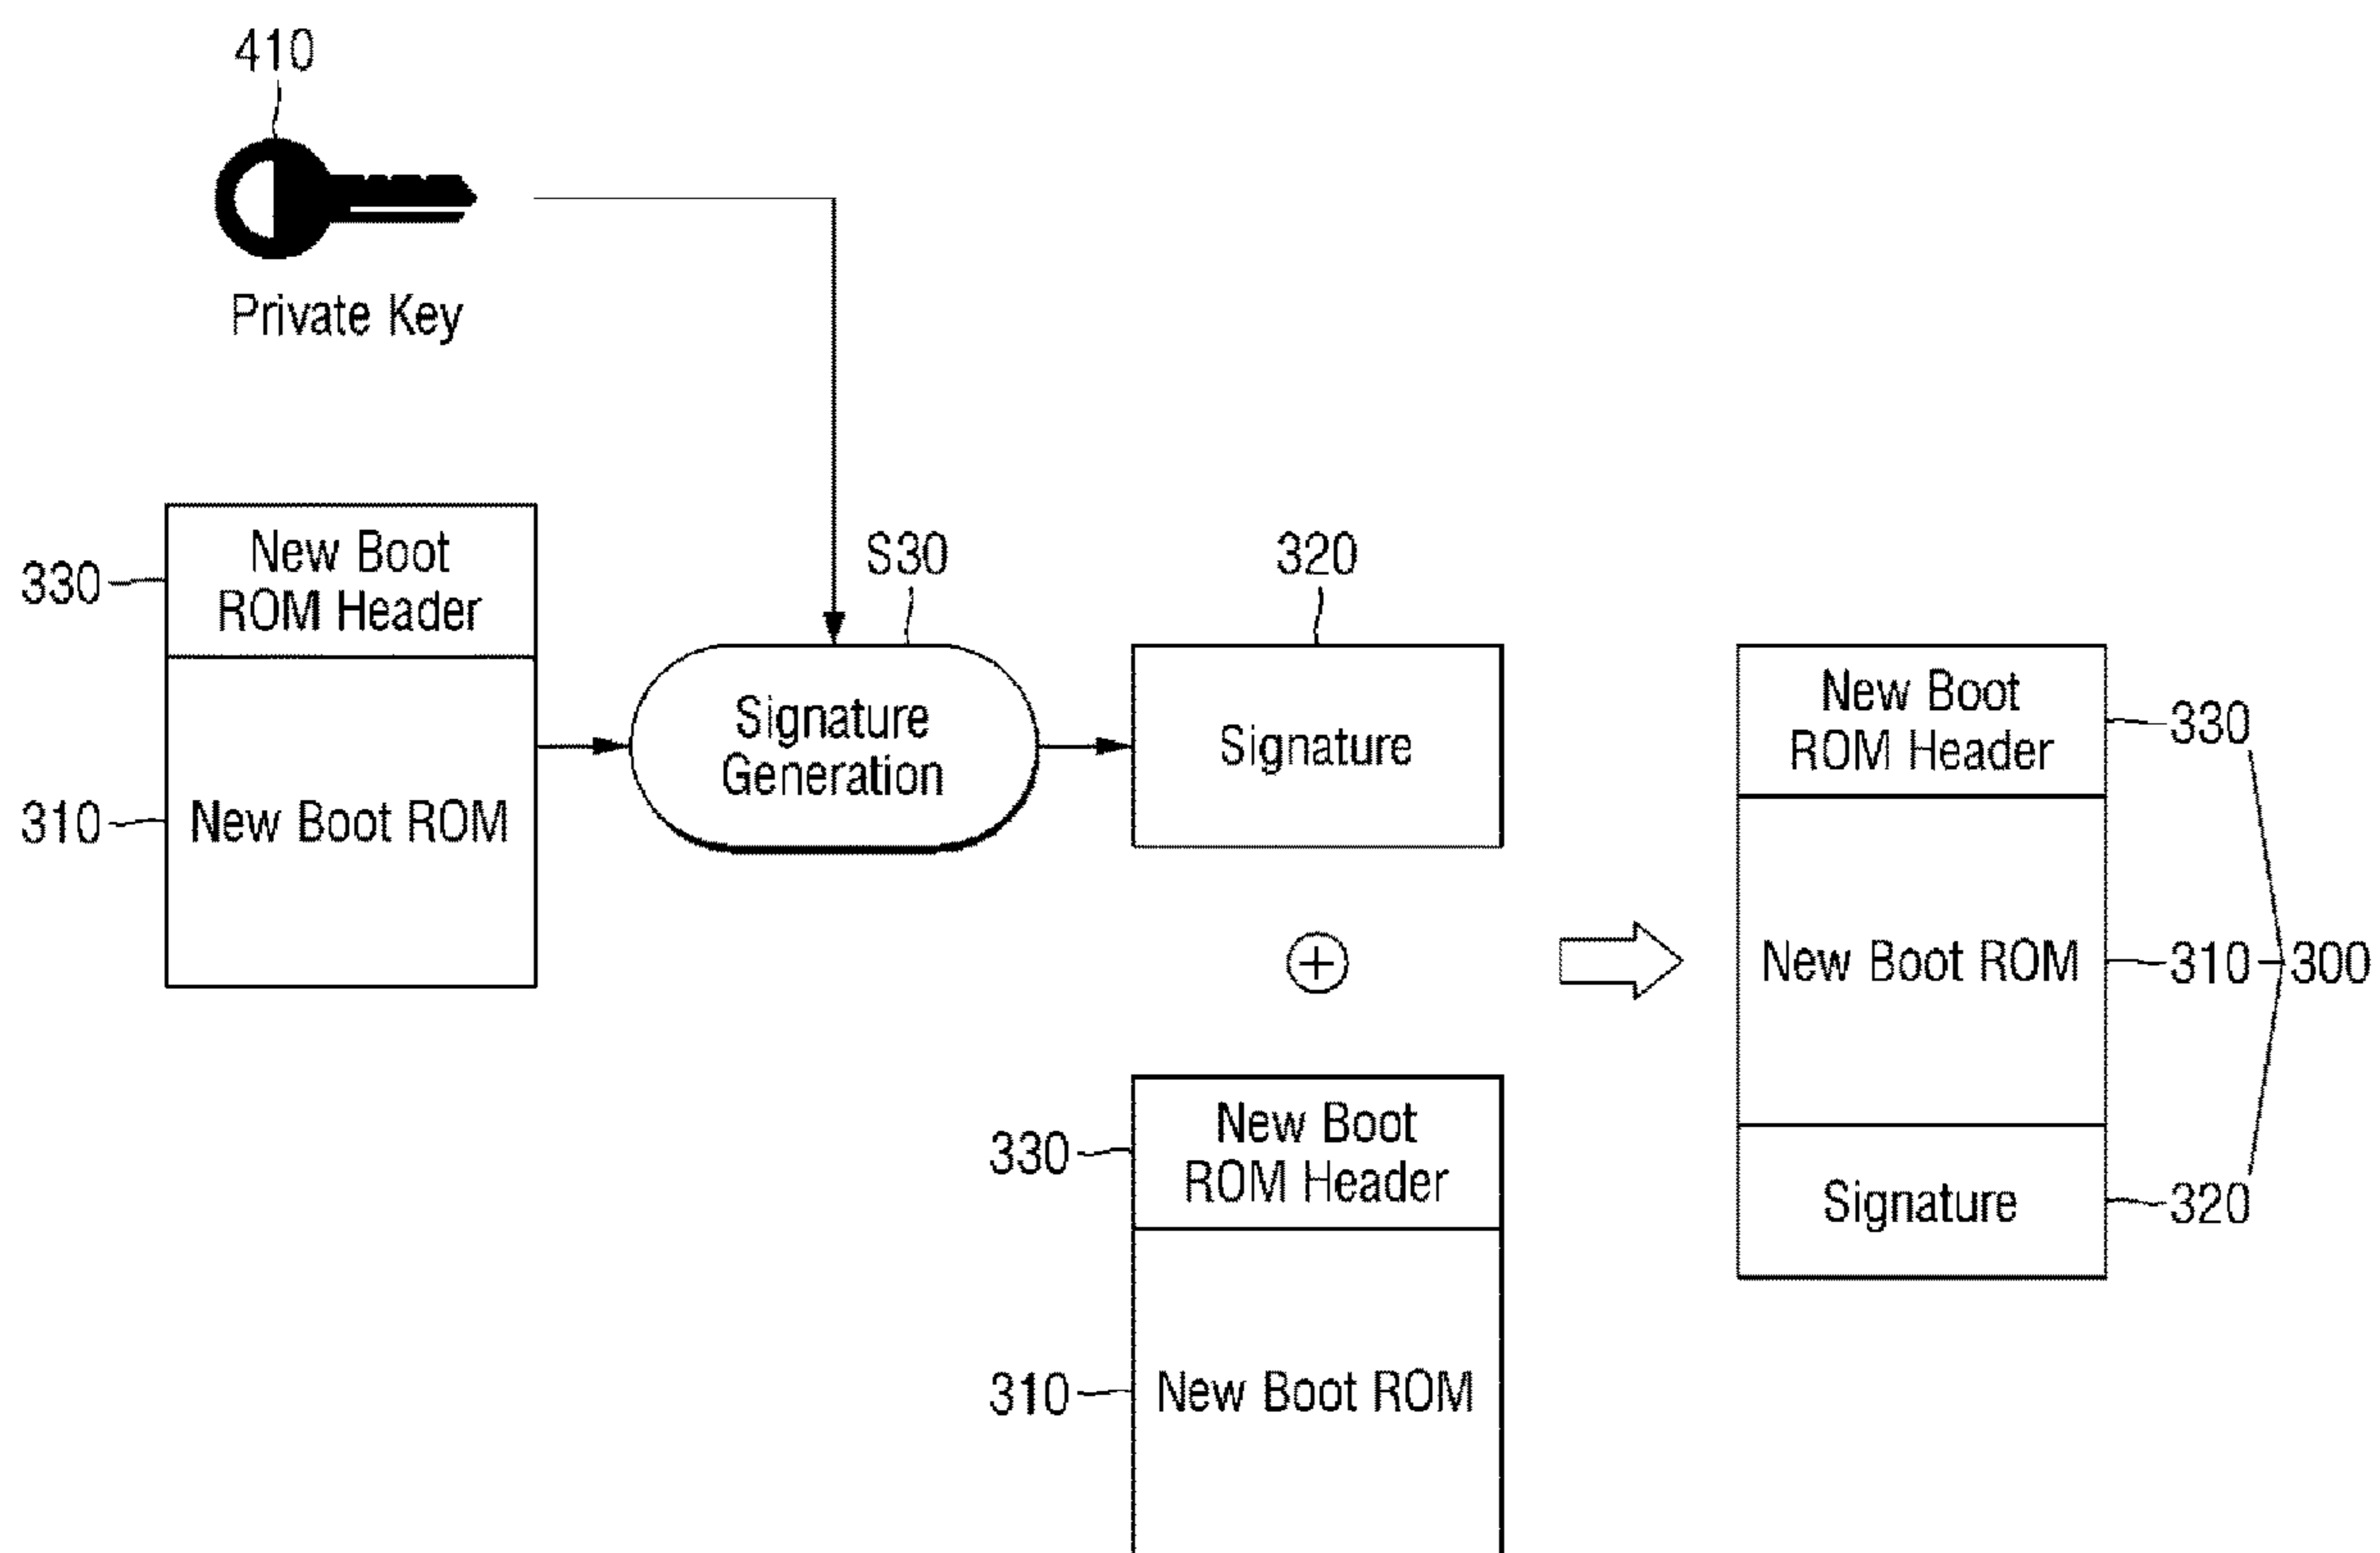 410
Private Key
New Boot
ROM Header
330
New Boot ROM
310
S30
Signature
Generation
320
Signature
330
New Boot
ROM Header
310
New Boot ROM
New Boot
ROM Header
330
New Boot ROM
310
300
Signature
320